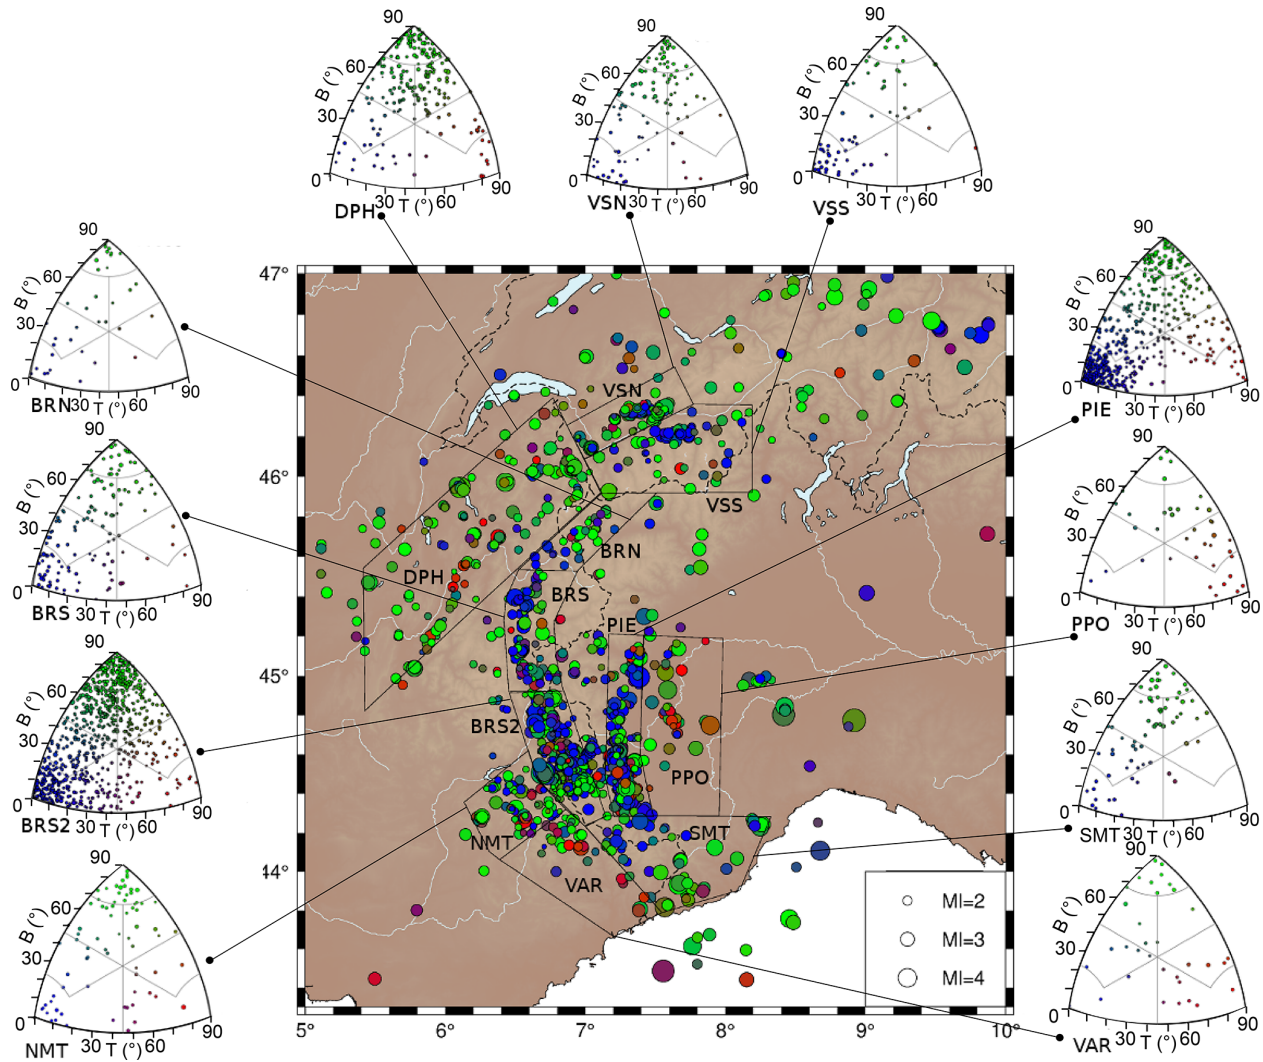 90
B (°)
60
30
0
30 T (°) 60
90
DPH
90
B (°)
60
30
0
VSN 30 T (°) 60
90
90
B (°)
60
30
0
30 T (°) 60
90
VSS
90
B (°)
60
30
0
BRN 30 T (°) 60
90
90
B (°)
60
30
0
30 T (°) 60
90
PIE
90
B (°)
60
30
0
BRS 30 T (°) 60
90
90
B (°)
60
30
0
30 T (°) 60
90
PPO
90
B (°)
60
30
0
BRS2 30 T (°) 60
90
90
B (°)
60
30
0
SMT 30 T (°) 60
90
90
B (°)
60
30
0
30 T (°) 60
90
NMT
90
B (°)
60
30
0
30 T (°) 60
90
VAR
47°
46°
45°
14°
VSN
VSS
BRN
DPH
BRS
PIE
BRS2
PPO
NMT
SMT
VAR
Ml=2
Ml=3
Ml=4
5° 6° 7° 8° 9° 10°